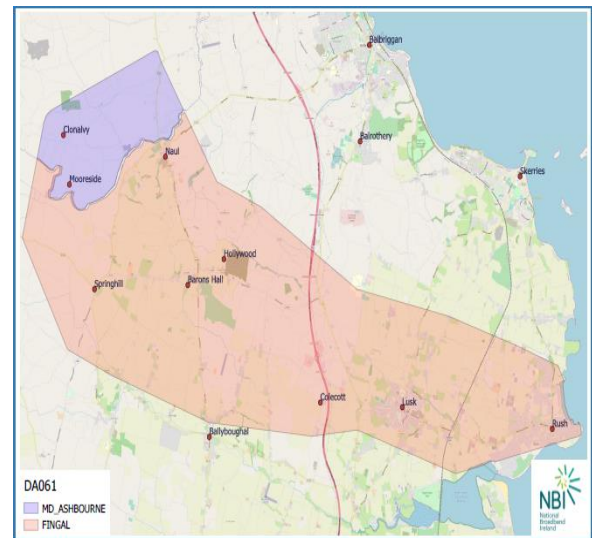 Balbriggan
Clonalvy
Balrothery
Naul
Skerries
Mooreside
Hollywood
Barons Hall
Springhill
Colecott
Lusk
Rush
Ballyboughal
DA061
MD_ASHBOURNE
FINGAL
NBI
National
Broadband
Ireland